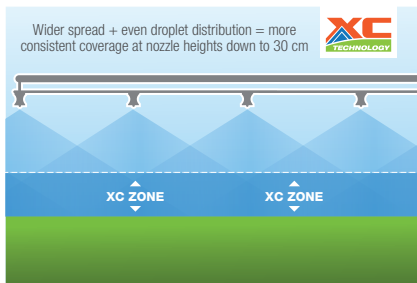 Wider spread + even droplet distribution = more
consistent coverage at nozzle heights down to 30 cm
XC
TECHNOLOGY
XC ZONE
XC ZONE